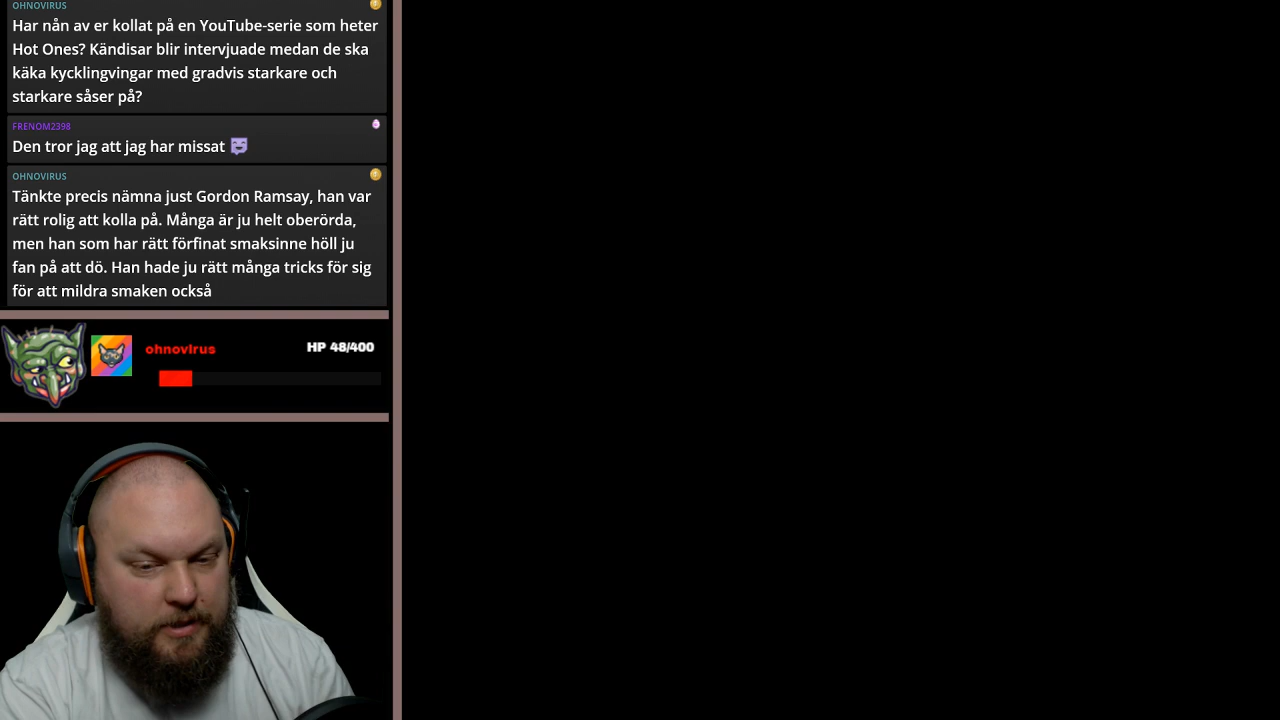 OHNOVIRUS
Har nån av er kollat på en YouTube-serie som heter
Hot Ones? Kändisar blir intervjuade medan de ska
käka kycklingvingar med gradvis starkare och
starkare såser på?
FRENOM2398
Den tror jag att jag har missat
OHNOVIRUS
Tänkte precis nämna just Gordon Ramsay, han var
rätt rolig att kolla på. Många är ju helt oberörda,
men han som har rätt förfinat smaksinne höll ju
fan på att dö. Han hade ju rätt många tricks för sig
för att mildra smaken också
ohnovirus HP 48/400